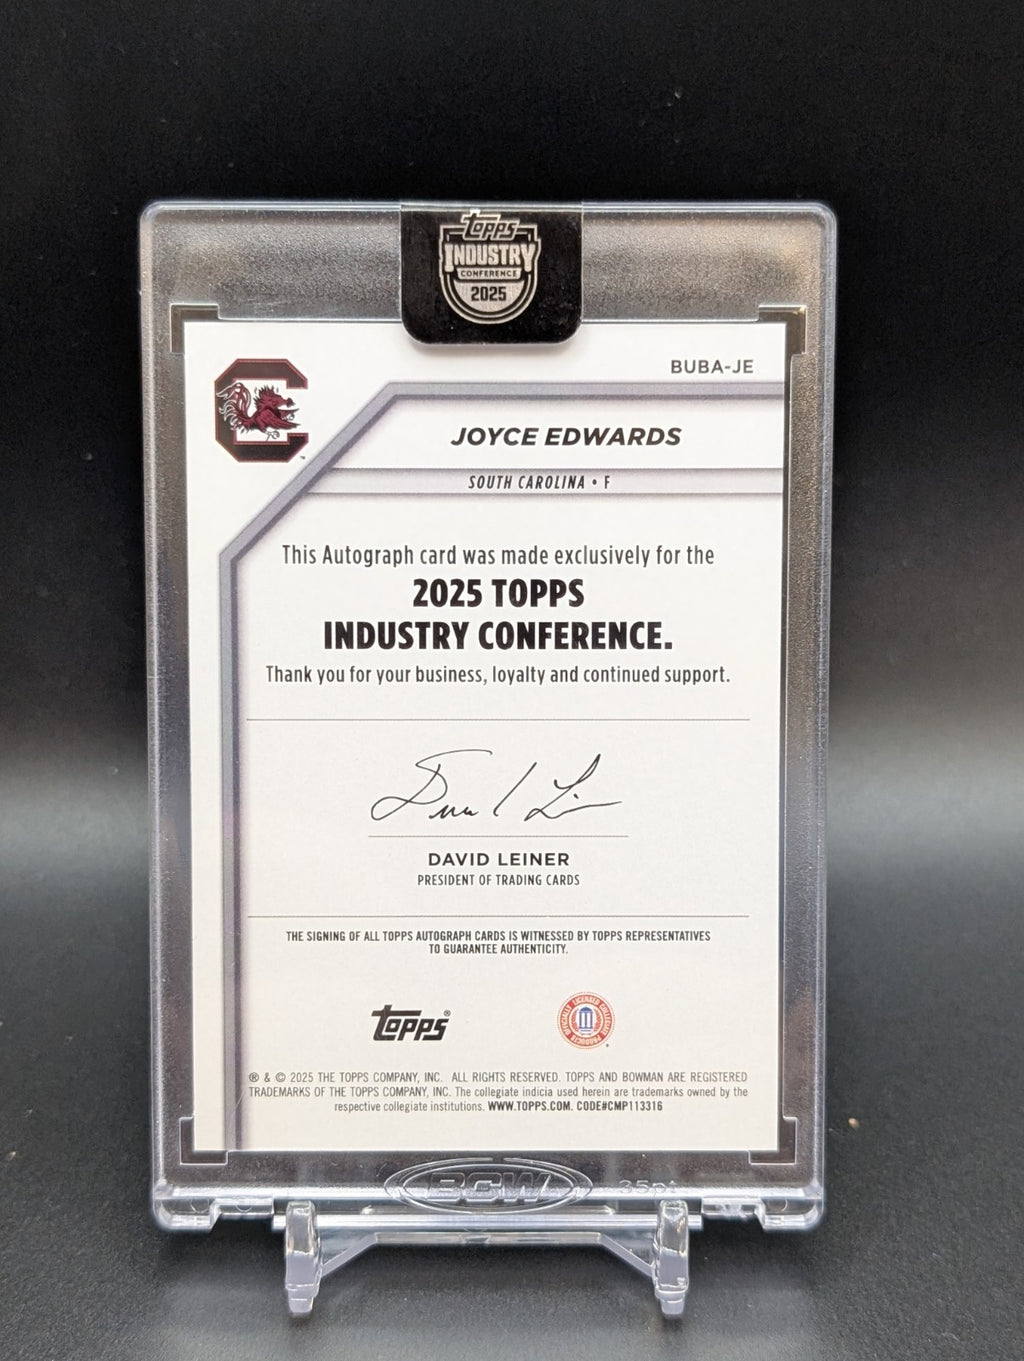 topps
INDUSTRY
CONFERENCE
2025
BUBA-JE
JOYCE EDWARDS
SOUTH CAROLINA • F
This Autograph card was made exclusively for the
2025 TOPPS
INDUSTRY CONFERENCE.
Thank you for your business, loyalty and continued support.
DAVID LEINER
PRESIDENT OF TRADING CARDS
THE SIGNING OF ALL TOPPS AUTOGRAPH CARDS IS WITNESSED BY TOPPS REPRESENTATIVES
TO GUARANTEE AUTHENTICITY.
topps®
OFFICIALLY LICENSED COLLEGIATE PRODUCTS
® & © 2025 THE TOPPS COMPANY, INC. ALL RIGHTS RESERVED. TOPPS AND BOWMAN ARE REGISTERED
TRADEMARKS OF THE TOPPS COMPANY, INC. The collegiate indicia used herein are trademarks owned by the
respective collegiate institutions. WWW.TOPPS.COM. CODE#CMP113316
BCW
35pt